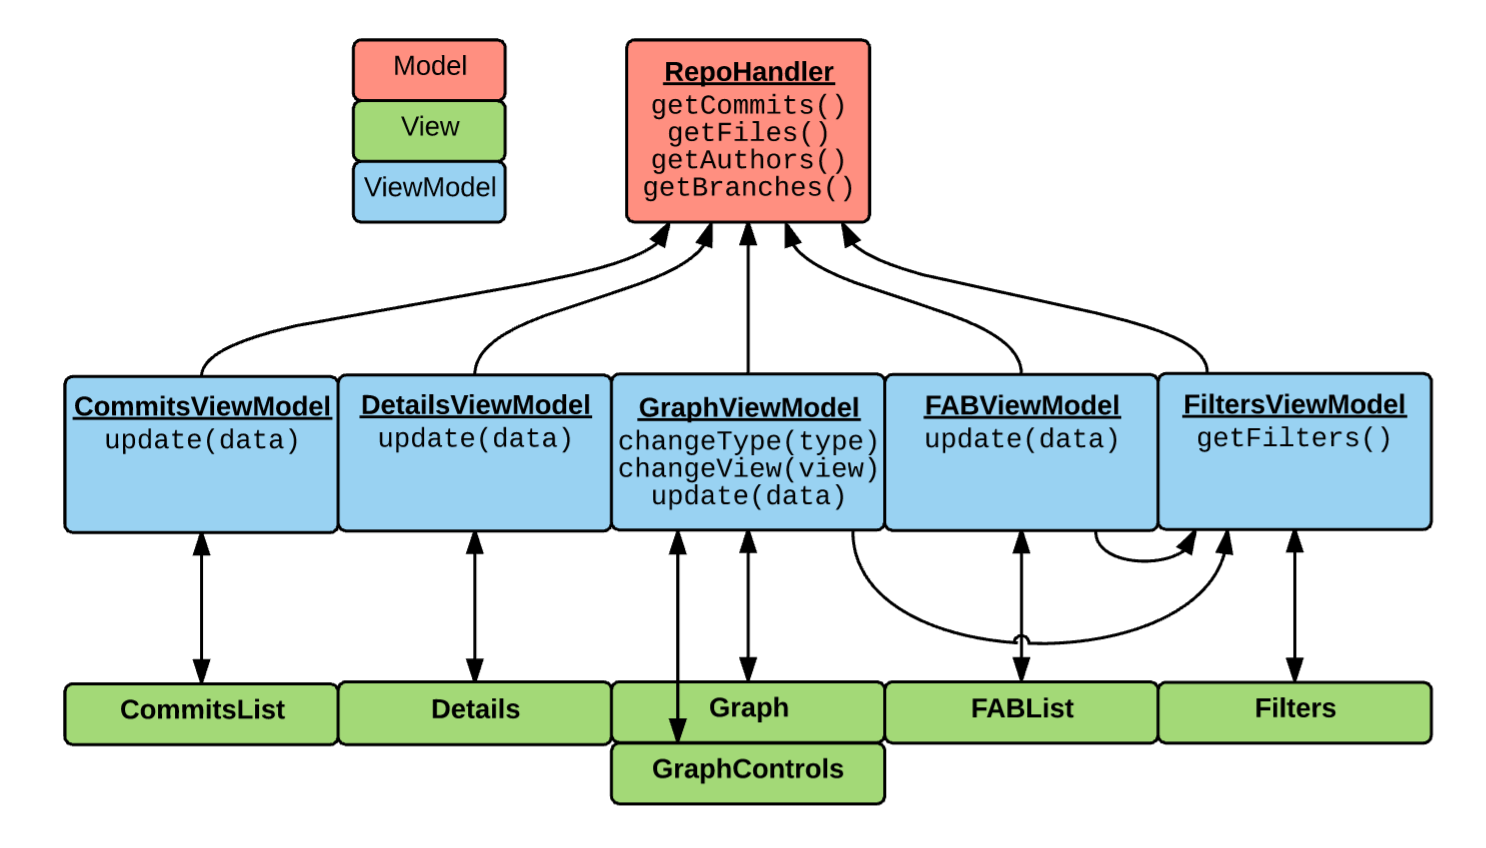 Model
View
ViewModel
RepoHandler
getCommits()
getFiles()
getAuthors()
getBranches()
CommitsViewModel
update(data)
DetailsViewModel
update(data)
GraphViewModel
changeType(type)
changeView(view)
update(data)
FABViewModel
update(data)
FiltersViewModel
getFilters()
CommitsList
Details
Graph
GraphControls
FABList
Filters